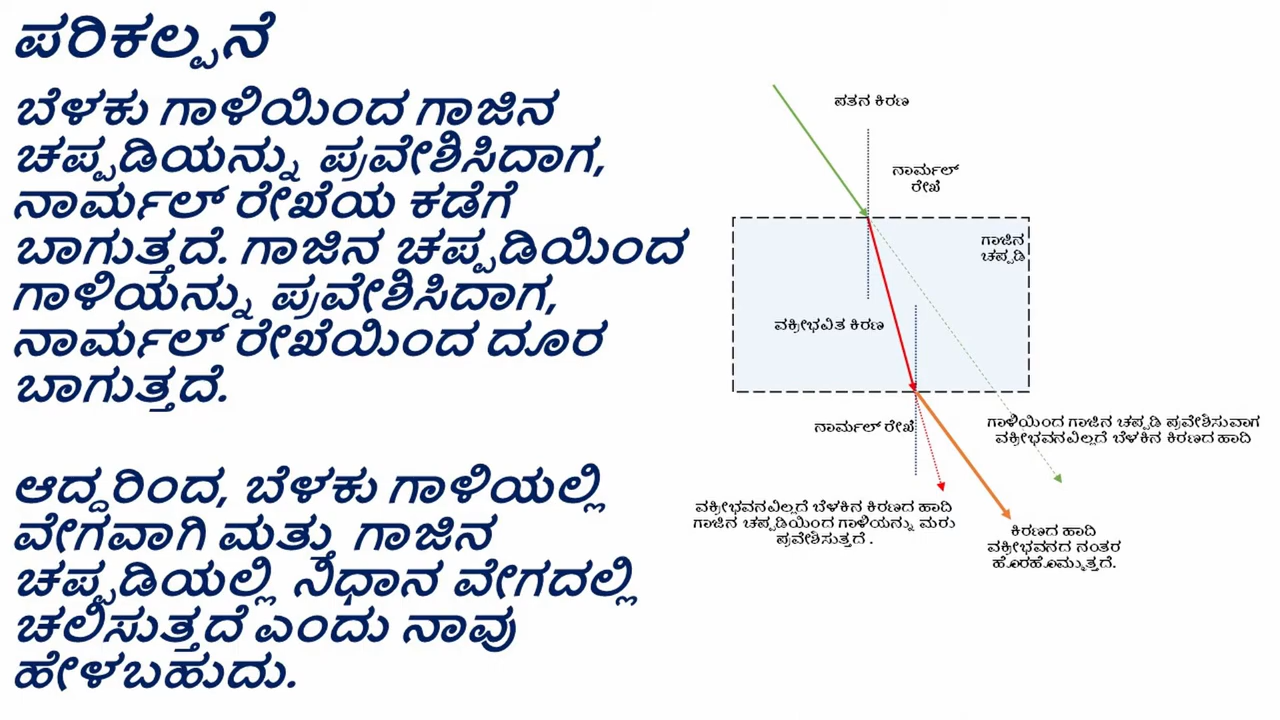 ಪರಿಕಲ್ಪನೆ
ಬೆಳಕು ಗಾಳಿಯಿಂದ ಗಾಜಿನ
ಚಪ್ಪಡಿಯನ್ನು ಪ್ರವೇಶಿಸಿದಾಗ,
ನಾರ್ಮಲ್ ರೇಖೆಯ ಕಡೆಗೆ
ಬಾಗುತ್ತದೆ. ಗಾಜಿನ ಚಪ್ಪಡಿಯಿಂದ
ಗಾಳಿಯನ್ನು ಪ್ರವೇಶಿಸಿದಾಗ,
ನಾರ್ಮಲ್ ರೇಖೆಯಿಂದ ದೂರ
ಬಾಗುತ್ತದೆ.
ಆದ್ದರಿಂದ, ಬೆಳಕು ಗಾಳಿಯಲ್ಲಿ
ವೇಗವಾಗಿ ಮತ್ತು ಗಾಜಿನ
ಚಪ್ಪಡಿಯಲ್ಲಿ ನಿಧಾನ ವೇಗದಲ್ಲಿ
ಚಲಿಸುತ್ತದೆ ಎಂದು ನಾವು
ಹೇಳಬಹುದು.
ಪತನ ಕಿರಣ
ನಾರ್ಮಲ್
ರೇಖೆ
ಗಾಜಿನ
ಚಪ್ಪಡಿ
ವಕ್ರೀಭವಿತ ಕಿರಣ
ನಾರ್ಮಲ್ ರೇಖೆ
ಗಾಳಿಯಿಂದ ಗಾಜಿನ ಚಪ್ಪಡಿ ಪ್ರವೇಶಿಸುವಾಗ
ವಕ್ರೀಭವನವಿಲ್ಲದೆ ಬೆಳಕಿನ ಕಿರಣದ ಹಾದಿ
ವಕ್ರೀಭವನವಿಲ್ಲದೆ ಬೆಳಕಿನ ಕಿರಣದ ಹಾದಿ
ಗಾಜಿನ ಚಪ್ಪಡಿಯಿಂದ ಗಾಳಿಯನ್ನು ಮರು
ಪ್ರವೇಶಿಸುತ್ತದೆ .
ಕಿರಣದ ಹಾದಿ
ವಕ್ರೀಭವನದ ನಂತರ
ಹೊರಹೊಮ್ಮುತ್ತದೆ.